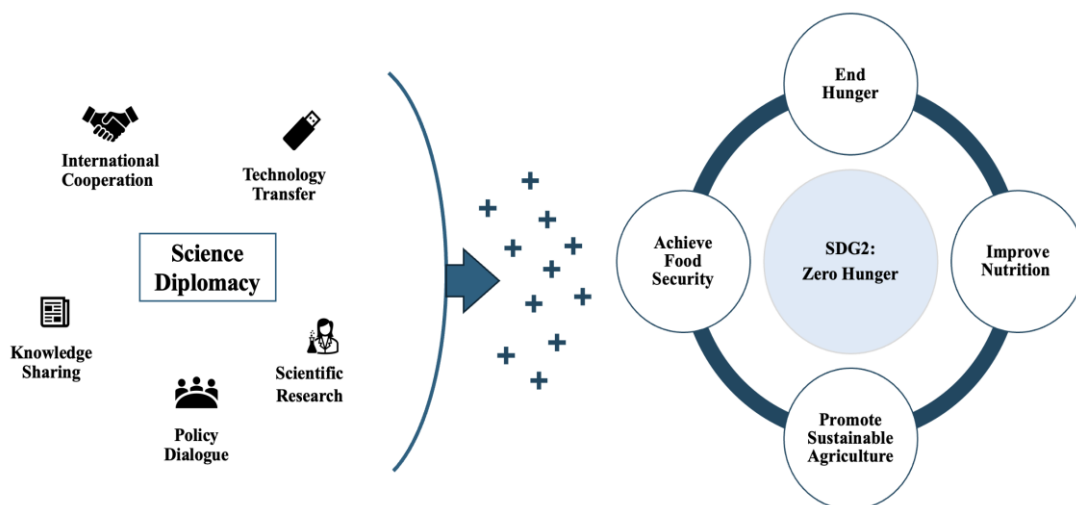 International
Cooperation
Technology
Transfer
Science
Diplomacy
Knowledge
Sharing
Scientific
Research
Policy
Dialogue
End
Hunger
Achieve
Food
Security
SDG2:
Zero Hunger
Improve
Nutrition
Promote
Sustainable
Agriculture